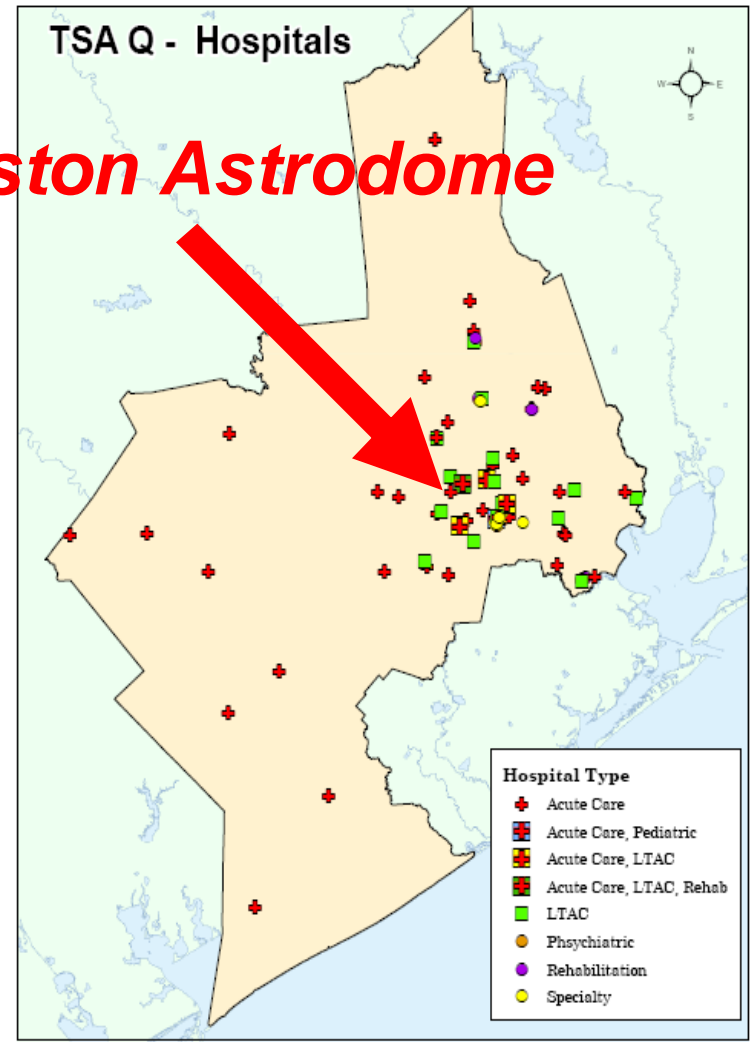 TSA Q - Hospitals
N
W E
S
ston Astrodome
Hospital Type
Acute Care
Acute Care, Pediatric
Acute Care, LTAC
Acute Care, LTAC, Rehab
LTAC
Phsychiatric
Rehabilitation
Specialty